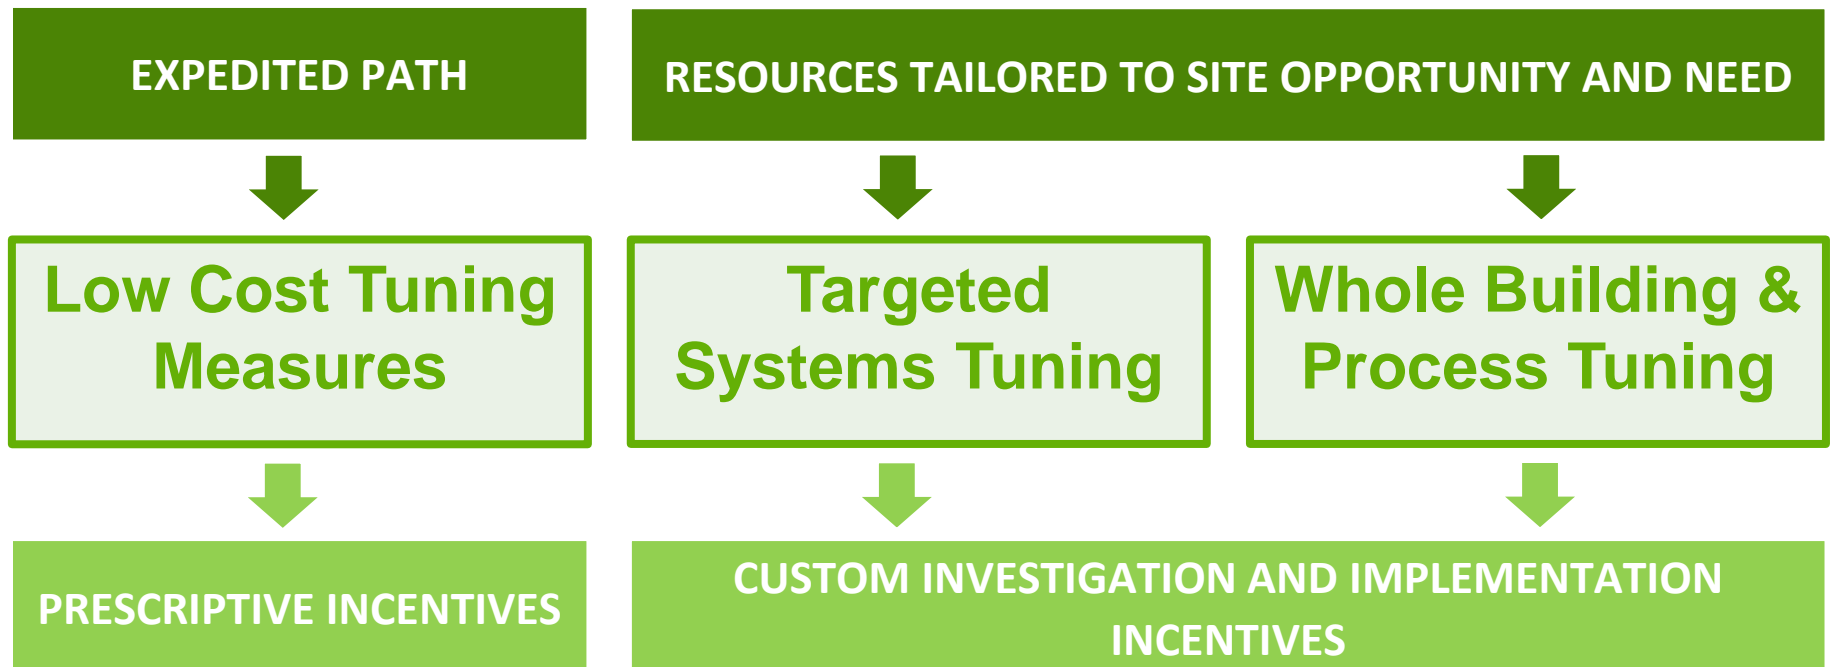 EXPEDITED PATH
RESOURCES TAILORED TO SITE OPPORTUNITY AND NEED
Low Cost Tuning
Measures
Targeted
Systems Tuning
Whole Building &
Process Tuning
PRESCRIPTIVE INCENTIVES
CUSTOM INVESTIGATION AND IMPLEMENTATION
INCENTIVES